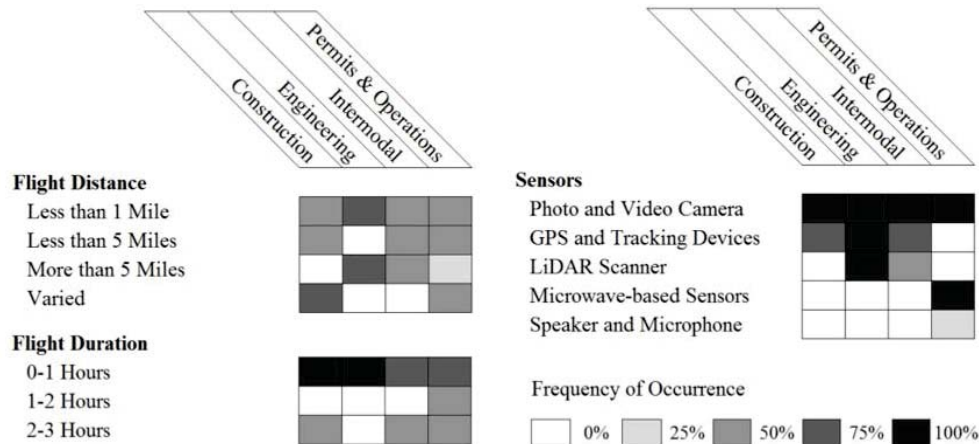 Construction
Engineering
Intermodal
Permits & Operations
Flight Distance
Less than 1 Mile
Less than 5 Miles
More than 5 Miles
Varied
Flight Duration
0-1 Hours
1-2 Hours
2-3 Hours
Construction
Engineering
Intermodal
Permits & Operations
Sensors
Photo and Video Camera
GPS and Tracking Devices
LiDAR Scanner
Microwave-based Sensors
Speaker and Microphone
Frequency of Occurrence
0% 25% 50% 75% 100%